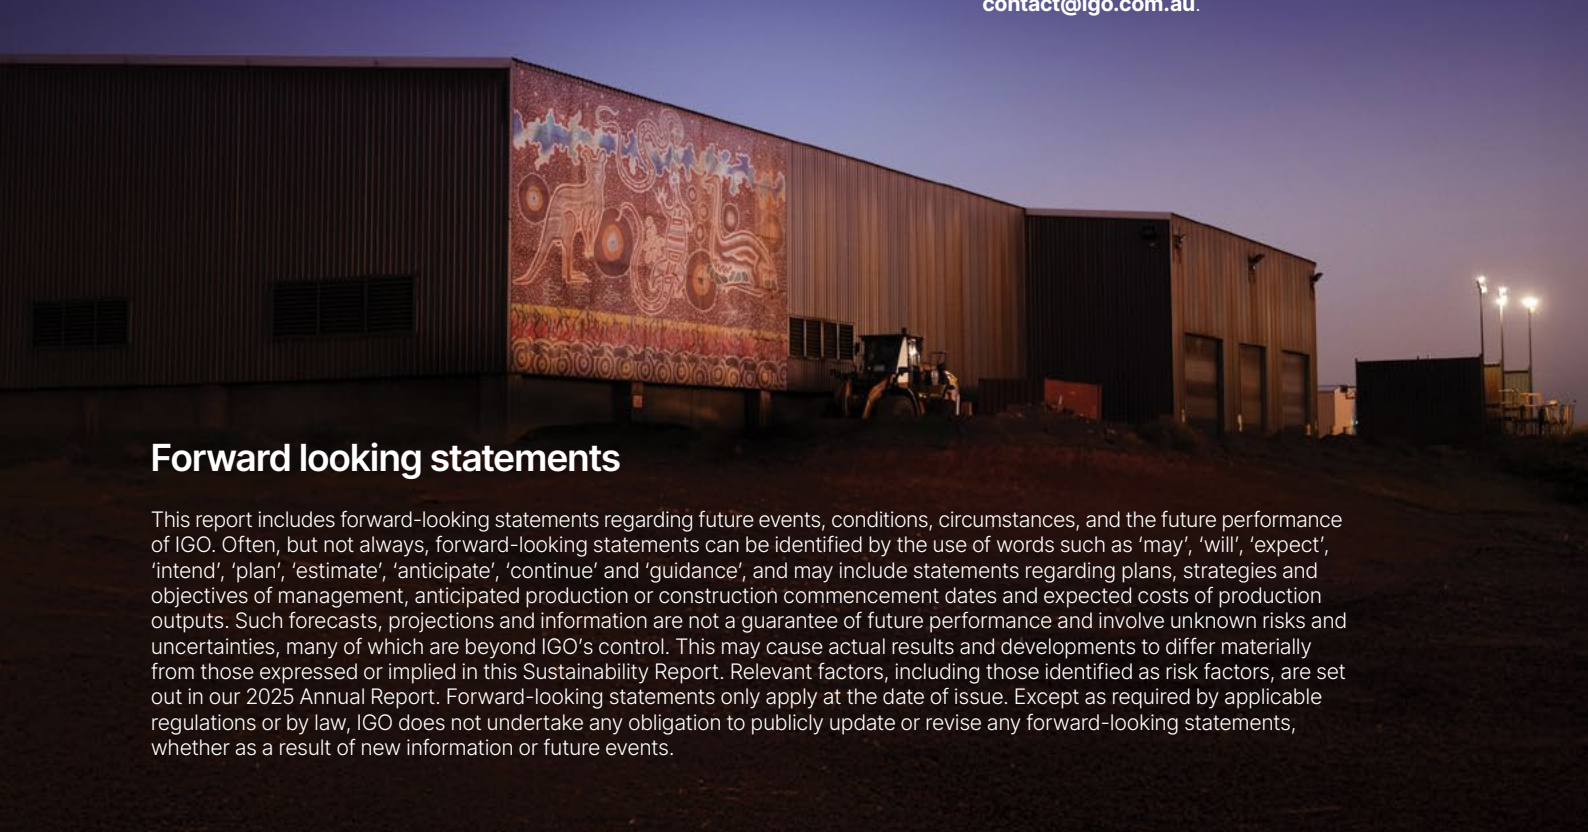 contact@igo.com.au.
Forward looking statements
This report includes forward-looking statements regarding future events, conditions, circumstances, and the future performance
of IGO. Often, but not always, forward-looking statements can be identified by the use of words such as ‘may’, ‘will’, ‘expect’,
‘intend’, ‘plan’, ‘estimate’, ‘anticipate’, ‘continue’ and ‘guidance’, and may include statements regarding plans, strategies and
objectives of management, anticipated production or construction commencement dates and expected costs of production
outputs. Such forecasts, projections and information are not a guarantee of future performance and involve unknown risks and
uncertainties, many of which are beyond IGO’s control. This may cause actual results and developments to differ materially
from those expressed or implied in this Sustainability Report. Relevant factors, including those identified as risk factors, are set
out in our 2025 Annual Report. Forward-looking statements only apply at the date of issue. Except as required by applicable
regulations or by law, IGO does not undertake any obligation to publicly update or revise any forward-looking statements,
whether as a result of new information or future events.